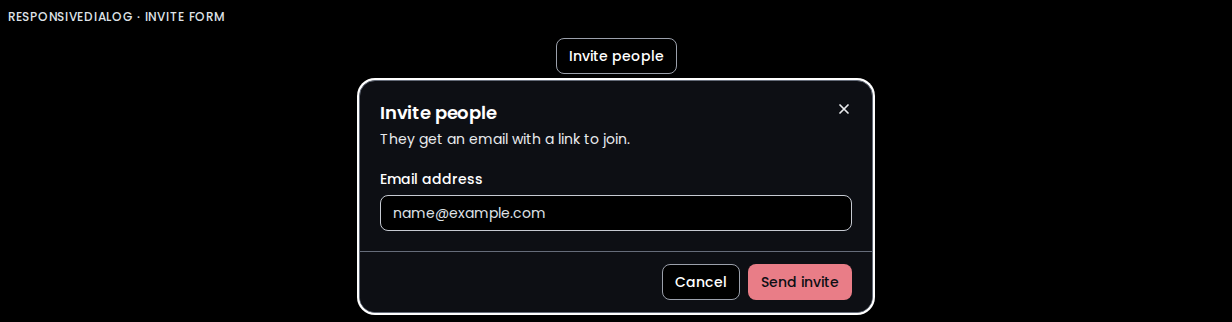 RESPONSIVEDIALOG · INVITE FORM
Invite people
Invite people
They get an email with a link to join.
Email address
name@example.com
Cancel
Send invite